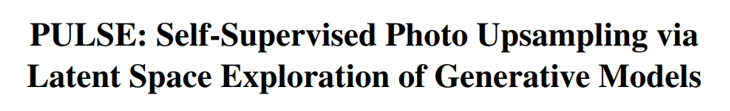 PULSE: Self-Supervised Photo Upsampling via
Latent Space Exploration of Generative Models